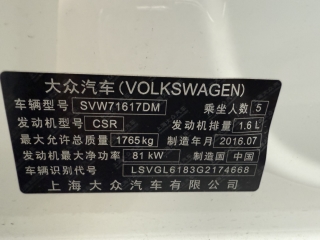 大众汽车(VOLKSWAGEN)
车辆型号 SVW71617DM 乘坐人数 5
发动机型号 CSR 发动机排量 1.6 L
最大允许总质量 1765kg 制造年月 2016.07
发动机最大净功率 81 kW 制造国 中国
车辆识别代号 LSVGL6183G2174668
上海大众汽车有限公司